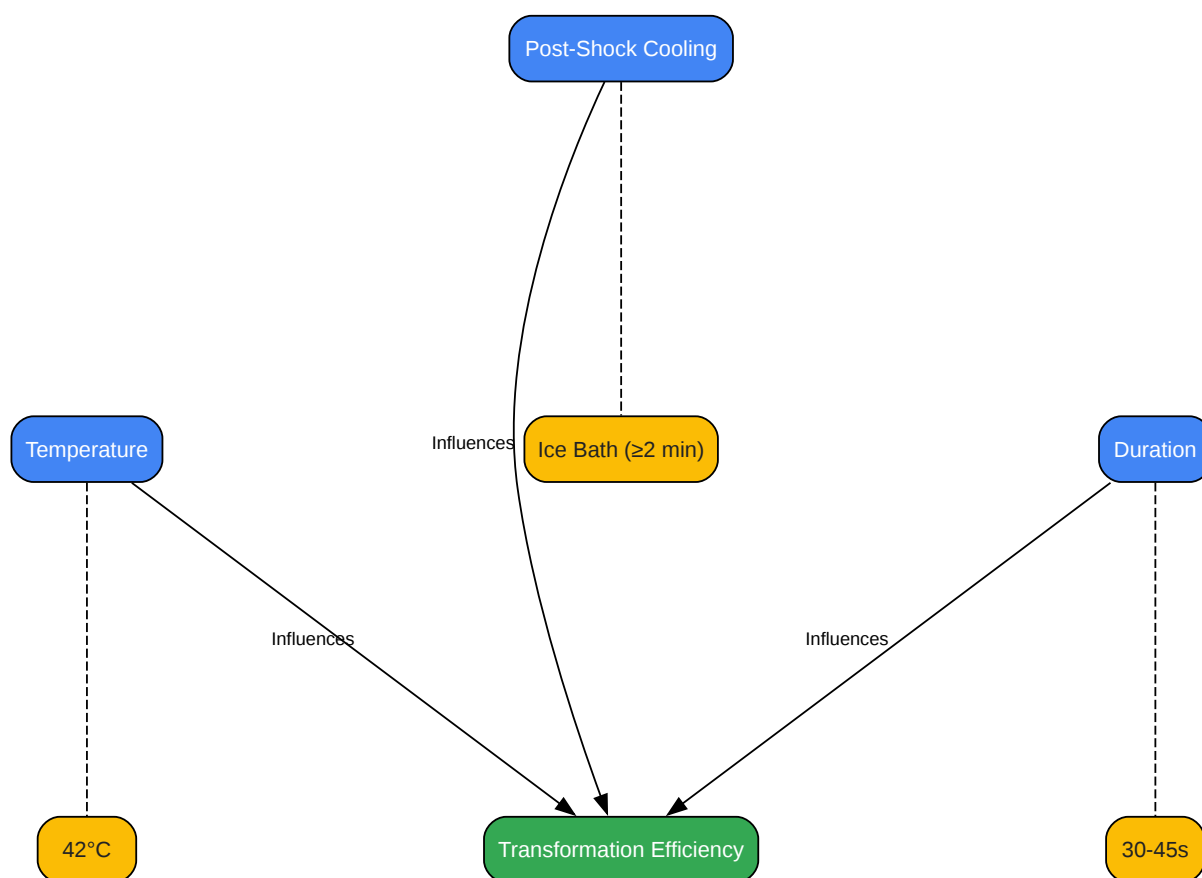 Post-Shock Cooling
Influences
Temperature
Ice Bath (≥2 min)
Duration
Influences
Influences
42°C
Transformation Efficiency
30-45s